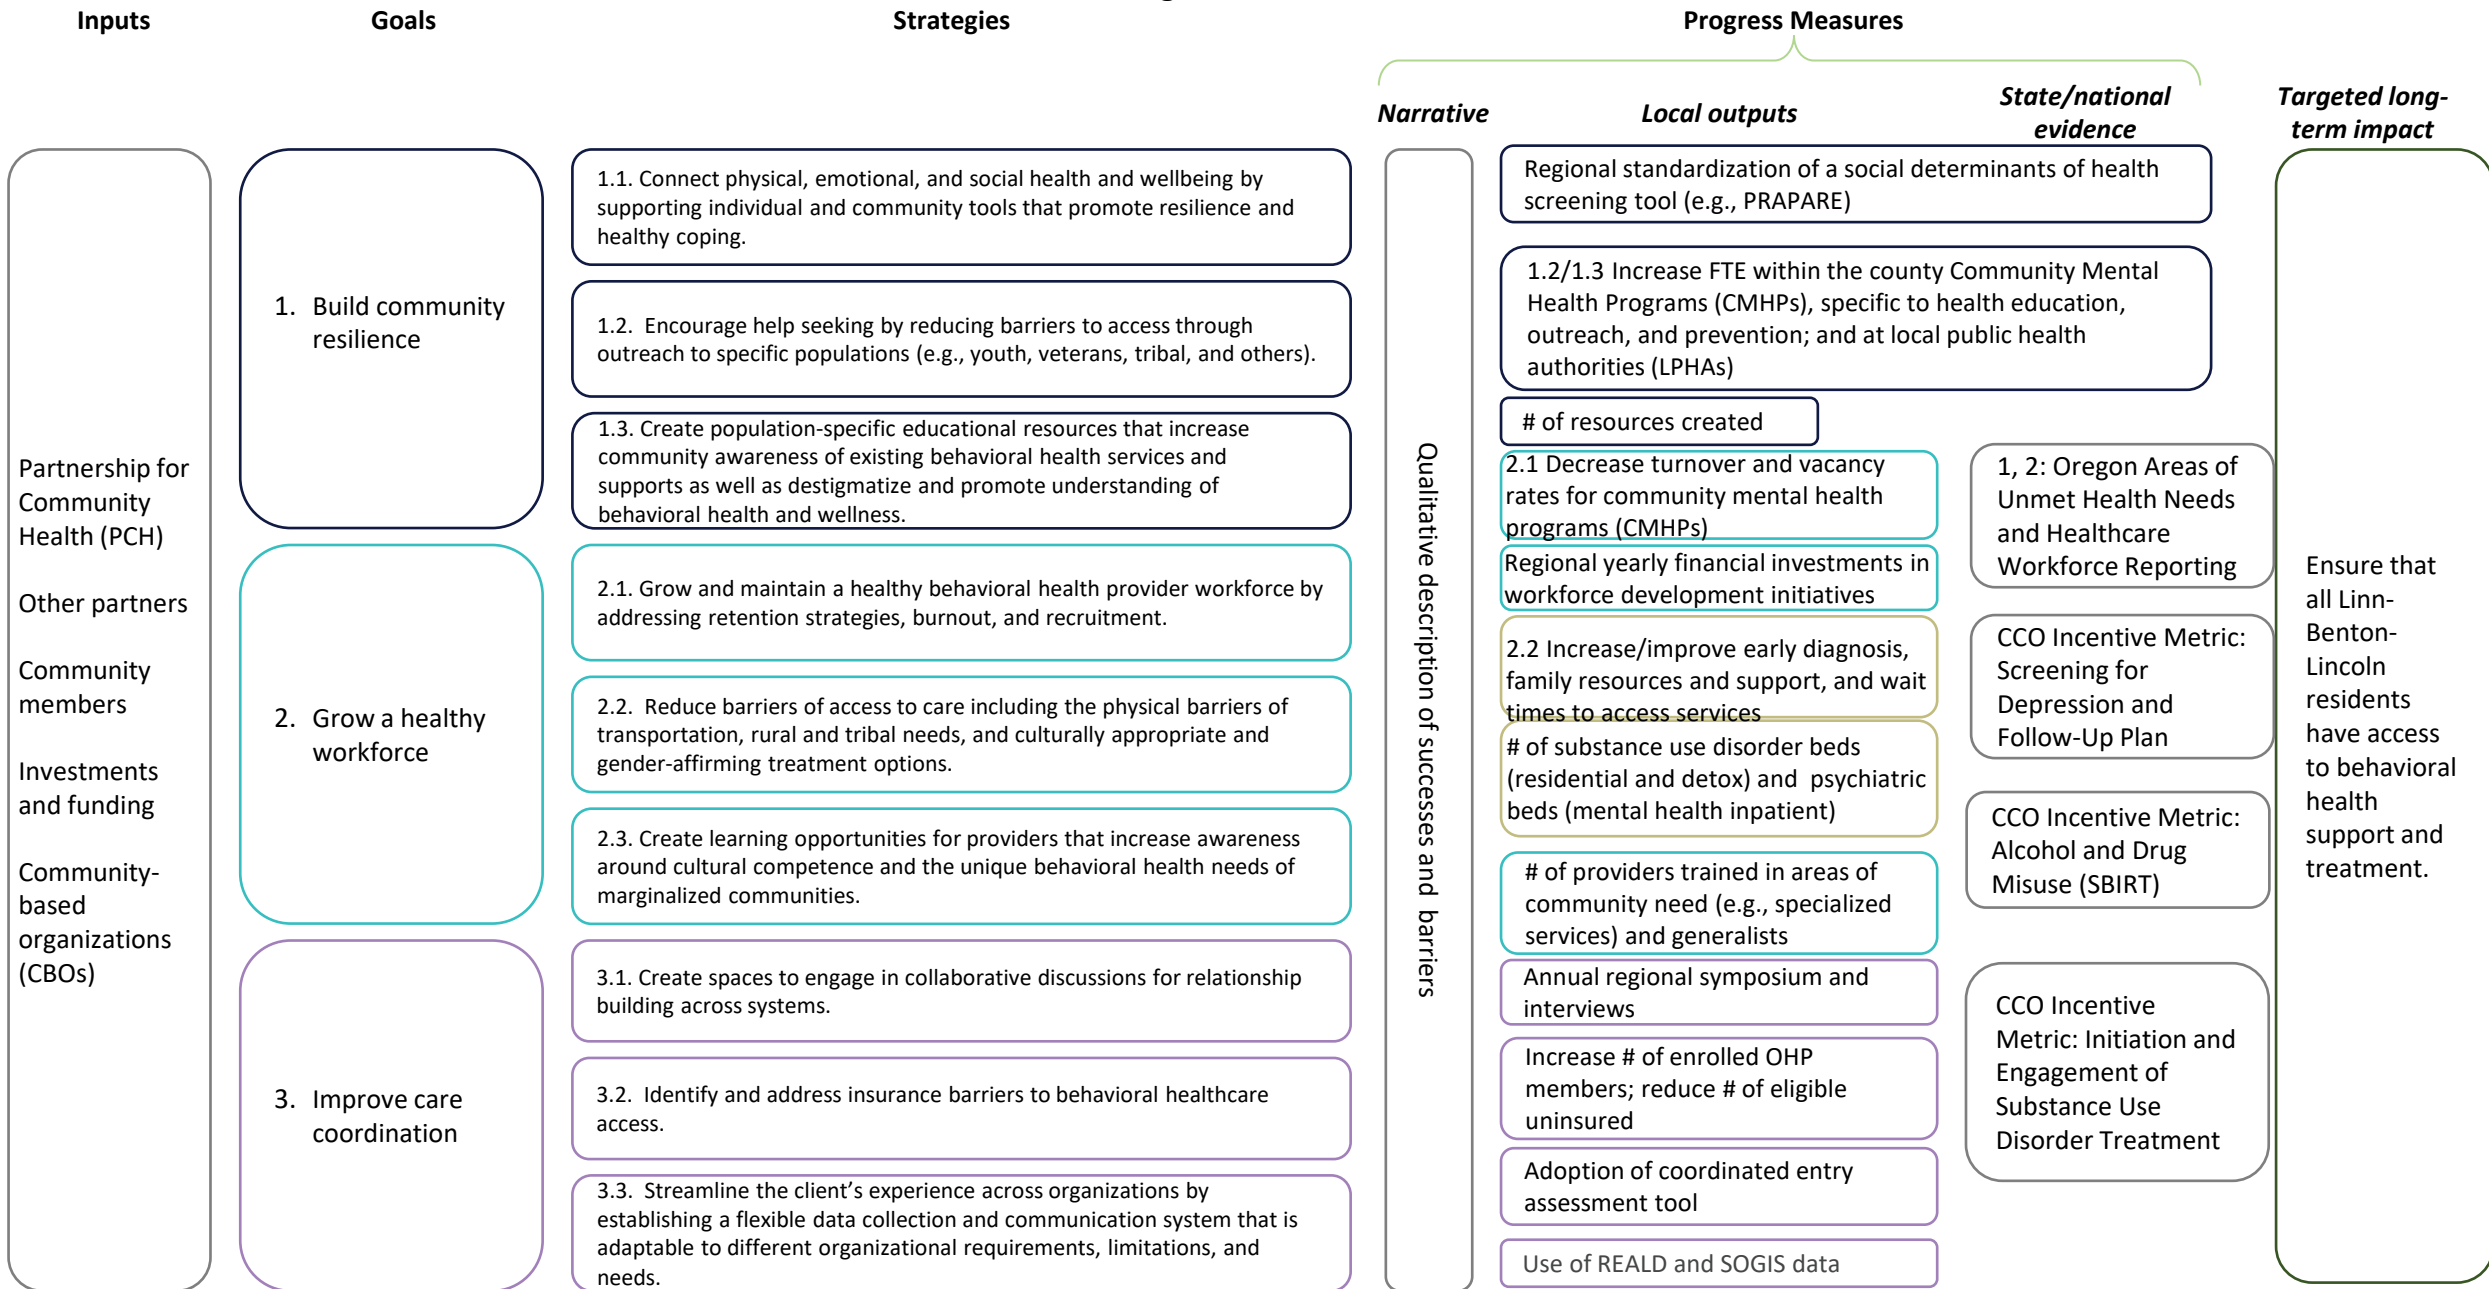 Inputs
Goals
Strategies
Progress Measures
Narrative
Local outputs
State/national
evidence
Targeted long-
term impact
Partnership for
Community
Health (PCH)
Other partners
Community
members
Investments
and funding
Community-
based
organizations
(CBOs)
1. Build community
resilience
2. Grow a healthy
workforce
3. Improve care
coordination
1.1. Connect physical, emotional, and social health and wellbeing by
supporting individual and community tools that promote resilience and
healthy coping.
1.2. Encourage help seeking by reducing barriers to access through
outreach to specific populations (e.g., youth, veterans, tribal, and others).
1.3. Create population-specific educational resources that increase
community awareness of existing behavioral health services and
supports as well as destigmatize and promote understanding of
behavioral health and wellness.
2.1. Grow and maintain a healthy behavioral health provider workforce by
addressing retention strategies, burnout, and recruitment.
2.2. Reduce barriers of access to care including the physical barriers of
transportation, rural and tribal needs, and culturally appropriate and
gender-affirming treatment options.
2.3. Create learning opportunities for providers that increase awareness
around cultural competence and the unique behavioral health needs of
marginalized communities.
3.1. Create spaces to engage in collaborative discussions for relationship
building across systems.
3.2. Identify and address insurance barriers to behavioral healthcare
access.
3.3. Streamline the client's experience across organizations by
establishing a flexible data collection and communication system that is
adaptable to different organizational requirements, limitations, and
needs.
Qualitative description of successes and barriers
Regional standardization of a social determinants of health
screening tool (e.g., PRAPARE)
1.2/1.3 Increase FTE within the county Community Mental
Health Programs (CMHPs), specific to health education,
outreach, and prevention; and at local public health
authorities (LPHAs)
# of resources created
2.1 Decrease turnover and vacancy
rates for community mental health
programs (CMHPs)
Regional yearly financial investments in
workforce development initiatives
2.2 Increase/improve early diagnosis,
family resources and support, and wait
times to access services
# of substance use disorder beds
(residential and detox) and psychiatric
beds (mental health inpatient)
# of providers trained in areas of
community need (e.g., specialized
services) and generalists
Annual regional symposium and
interviews
Increase # of enrolled OHP
members; reduce # of eligible
uninsured
Adoption of coordinated entry
assessment tool
Use of REALD and SOGIS data
1, 2: Oregon Areas of
Unmet Health Needs
and Healthcare
Workforce Reporting
CCO Incentive Metric:
Screening for
Depression and
Follow-Up Plan
CCO Incentive Metric:
Alcohol and Drug
Misuse (SBIRT)
CCO Incentive
Metric: Initiation and
Engagement of
Substance Use
Disorder Treatment
Ensure that
all Linn-
Benton-
Lincoln
residents
have access
to behavioral
health
support and
treatment.